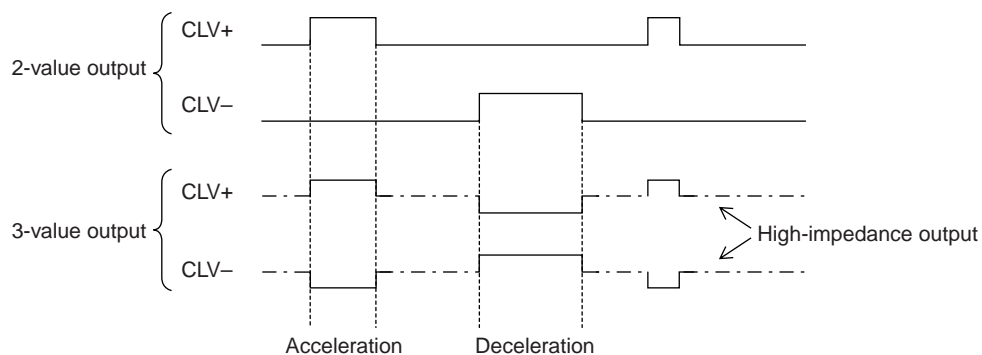 2-value output
CLV+
CLV–
3-value output
CLV+
CLV–
High-impedance output
Acceleration
Deceleration